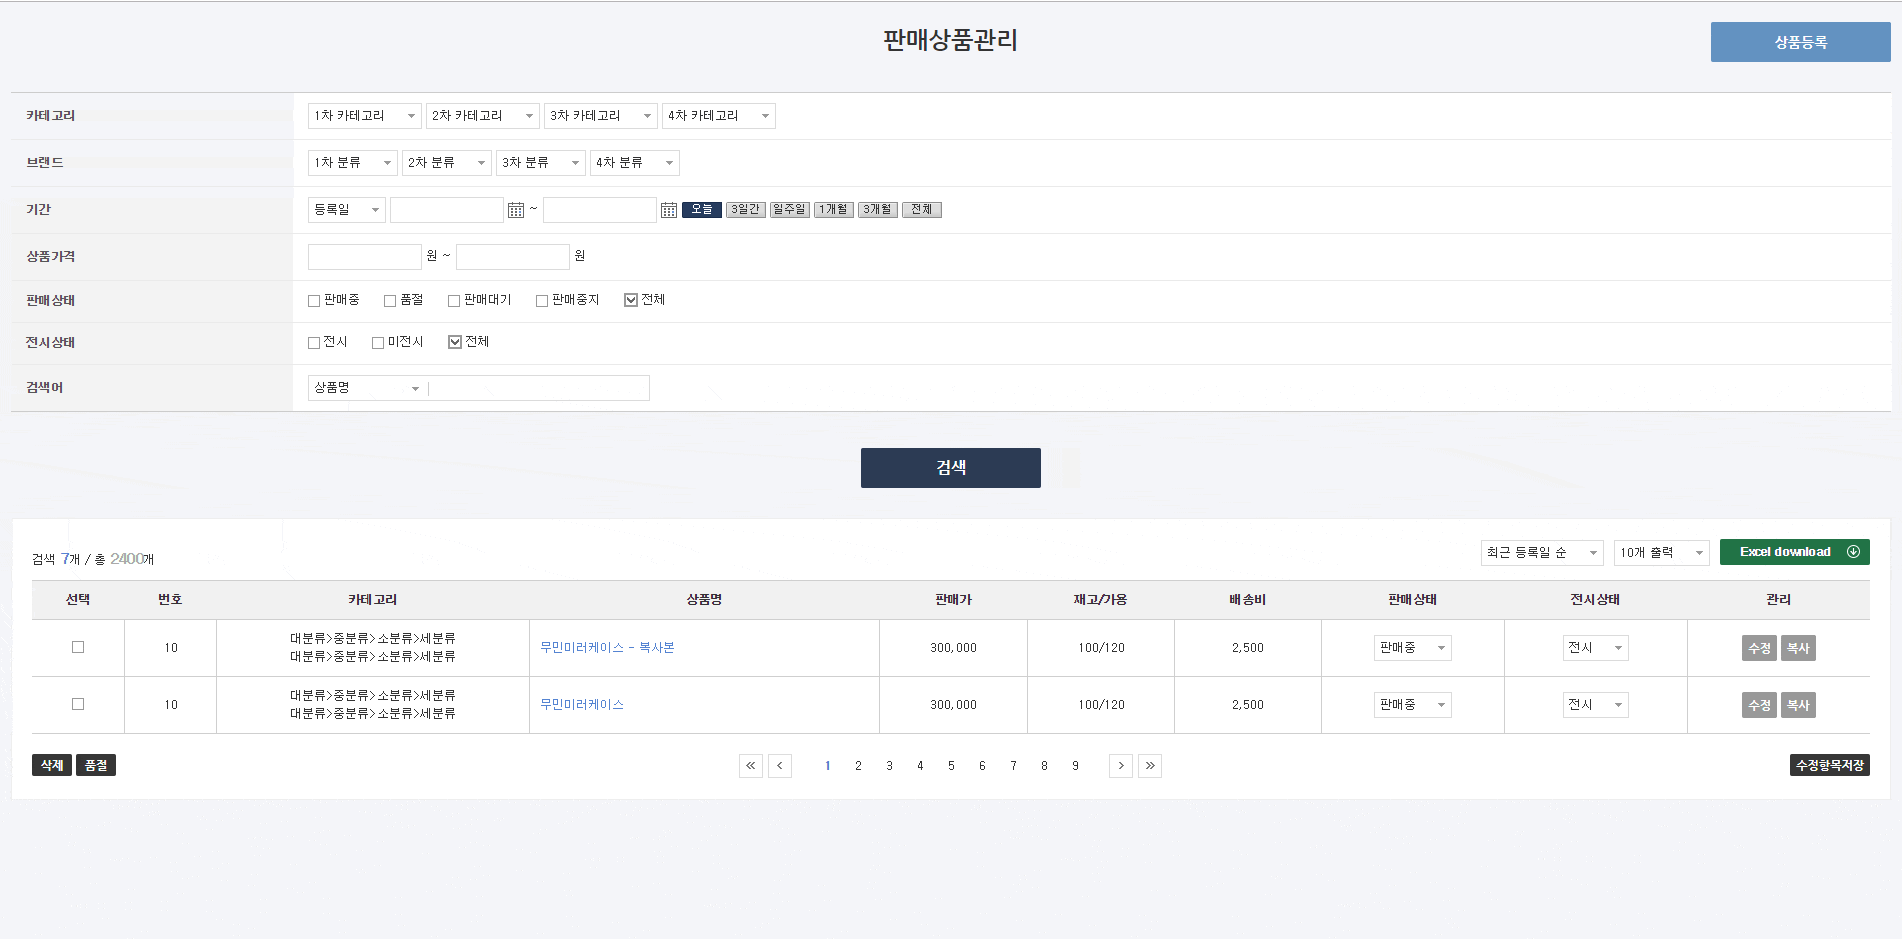 판매상품관리
상품등록
카테고리 1차 카테고리 2차 카테고리 3차 카테고리 4차 카테고리
브랜드 1차 분류 2차 분류 3차 분류 4차 분류
기간 등록일 ~ 오늘 3일간 일주일 1개월 3개월 전체
상품가격 원 ~ 원
판매상태 판매중 품절 판매대기 판매중지 전체
전시상태 전시 미전시 전체
검색어 상품명
검색
검색 7개 / 총 2400개 최근 등록일 순 10개 출력 Excel download
선택 번호 카테고리 상품명 판매가 재고/가용 배송비 판매상태 전시상태 관리
대분류>중분류>소분류>세분류
10 무민미러케이스 - 복사본 300,000 100/120 2,500 판매중 전시 수정 복사
대분류>중분류>소분류>세분류
대분류>중분류>소분류>세분류
10 무민미러케이스 300,000 100/120 2,500 판매중 전시 수정 복사
대분류>중분류>소분류>세분류
삭제 품절 « < 1 2 3 4 5 6 7 8 9 > » 수정항목저장